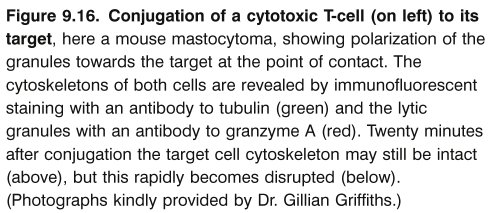 Figure 9.16. Conjugation of a cytotoxic T-cell (on left) to its
target, here a mouse mastocytoma, showing polarization of the
granules towards the target at the point of contact. The
cytoskeletons of both cells are revealed by immunofluorescent
staining with an antibody to tubulin (green) and the lytic
granules with an antibody to granzyme A (red). Twenty minutes
after conjugation the target cell cytoskeleton may still be intact
(above), but this rapidly becomes disrupted (below).
(Photographs kindly provided by Dr. Gillian Griffiths.)